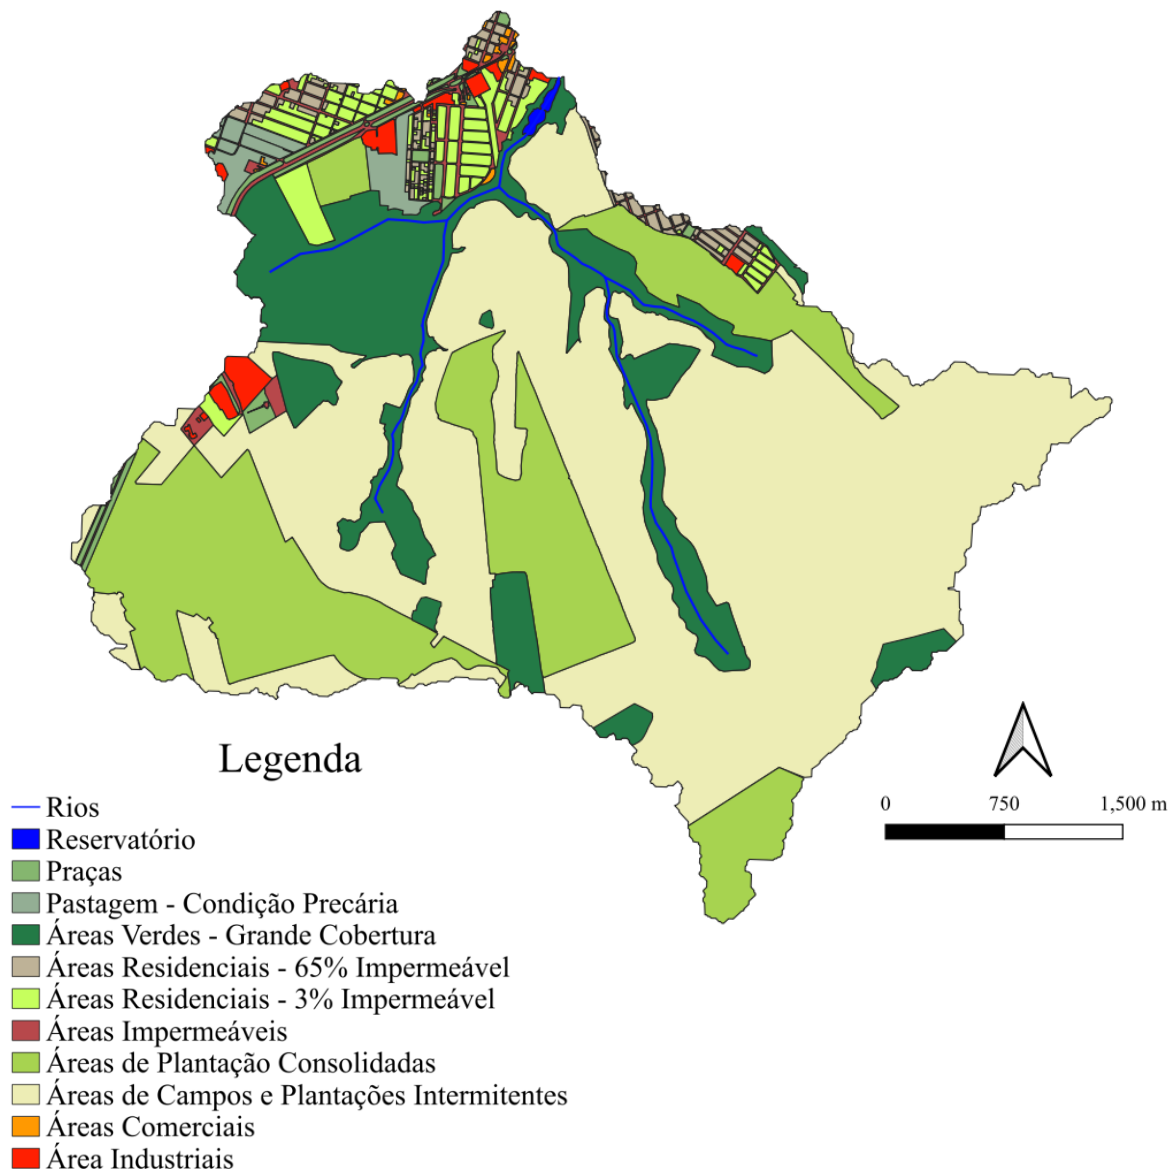 Legenda
Rios
Reservatório
Praças
Pastagem - Condição Precária
Áreas Verdes - Grande Cobertura
Áreas Residenciais - 65% Impermeável
Áreas Residenciais - 3% Impermeável
Áreas Impermeáveis
Áreas de Plantação Consolidadas
Áreas de Campos e Plantações Intermitentes
Áreas Comerciais
Área Industriais
0 750 1,500 m